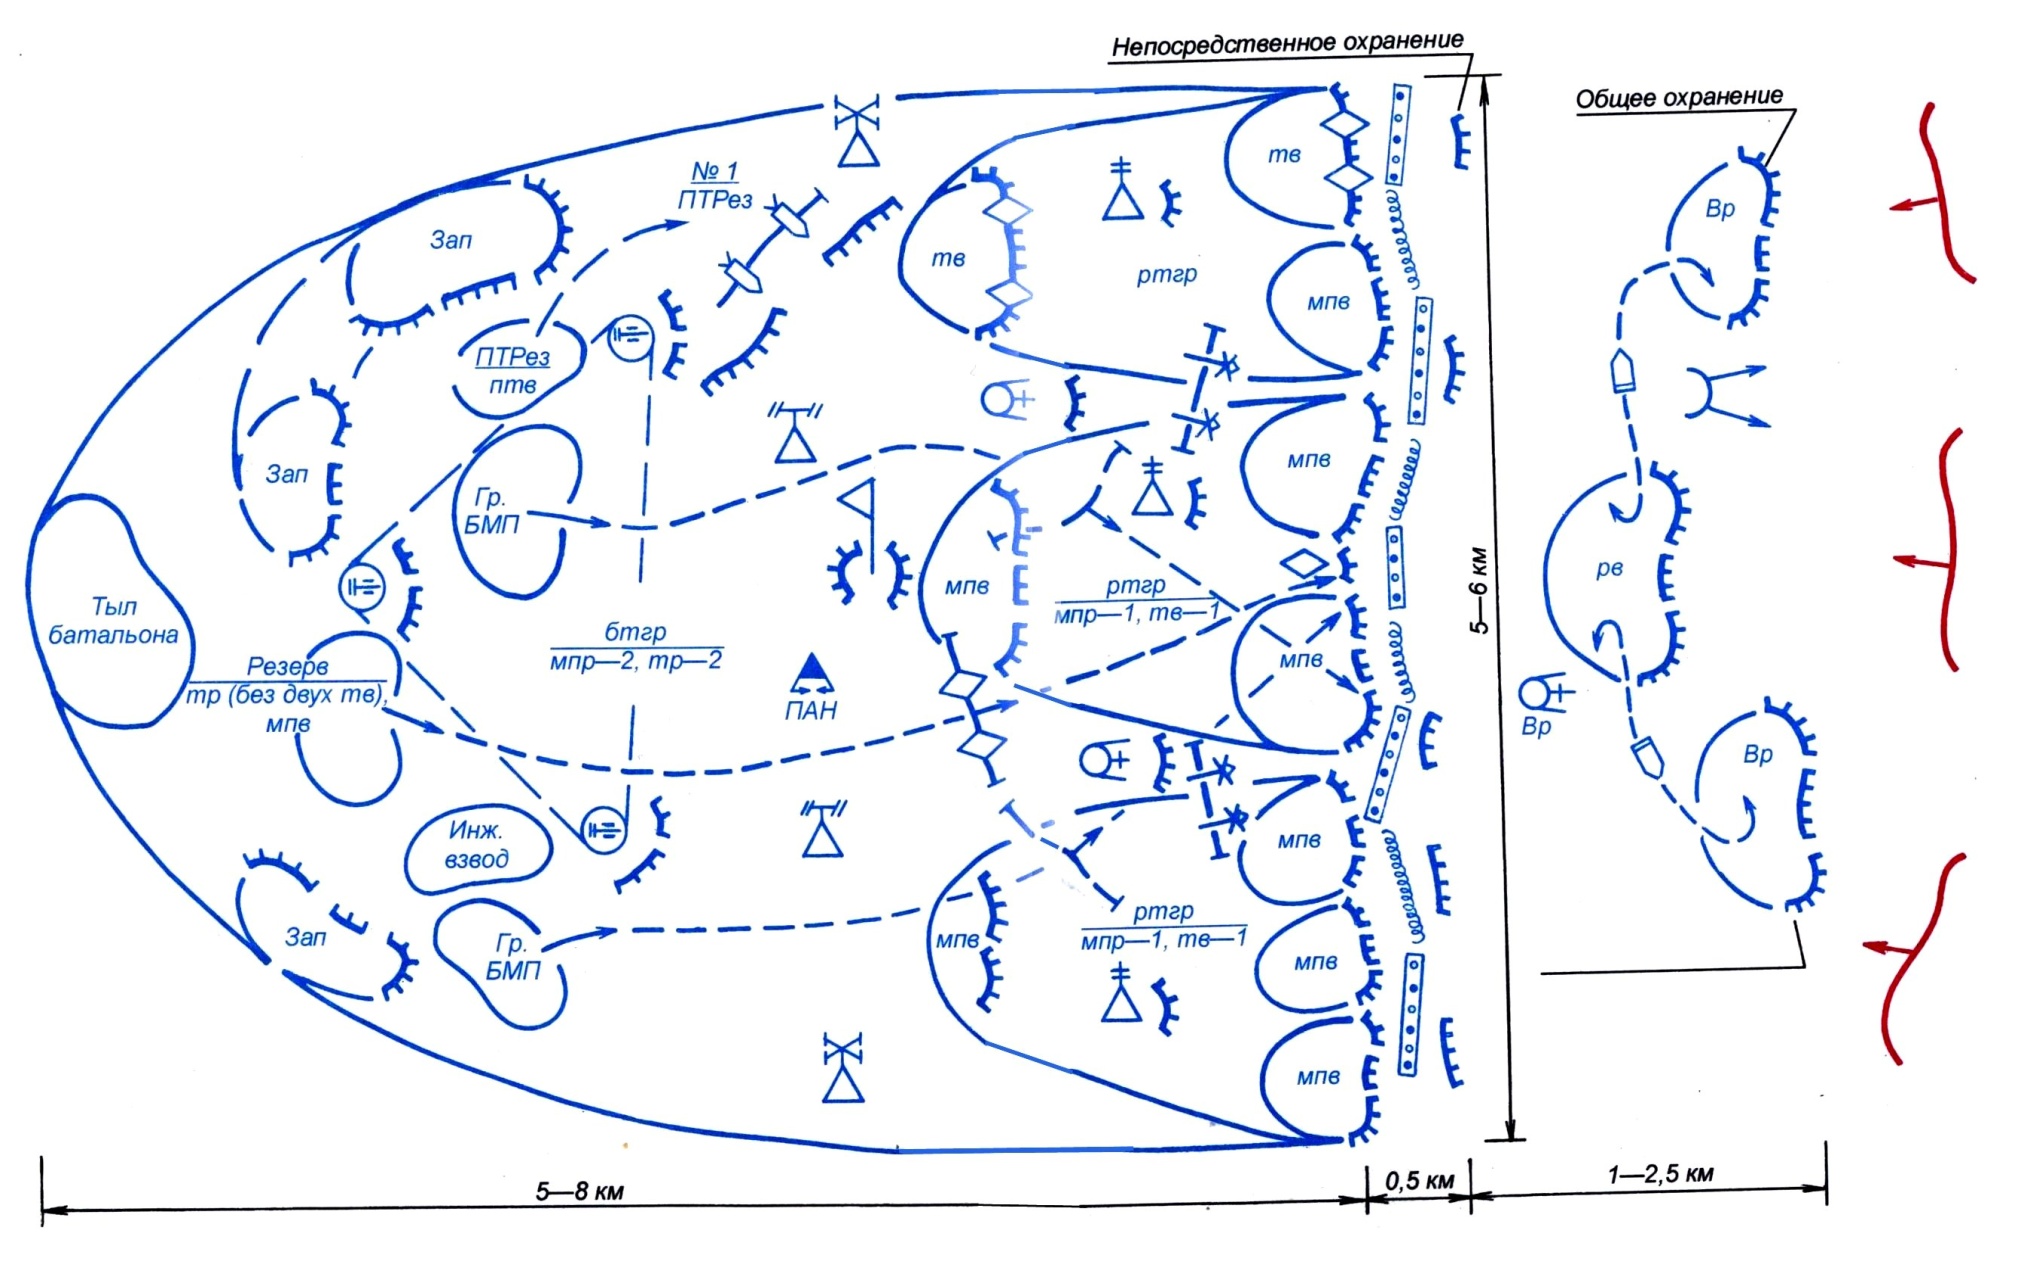 Непосредственное охранение
Общее охранение
№ 1
ПТРез
Зап
тв
тв
Вр
ртгр
мпв
ПТРез
птв
Зап
Гр.
БМП
мпв
мпв
ртгр
мпр—1, тв—1
рв
5—6 км
Тыл
батальона
бтгр
мпр—2, тр—2
мпв
Резерв
тр (без двух тв),
мпв
ПАН
Вр
Вр
Инж.
взвод
мпв
Зап
Гр.
БМП
мпв
ртгр
мпр—1, тв—1
мпв
мпв
5—8 км
0,5 км
1—2,5 км